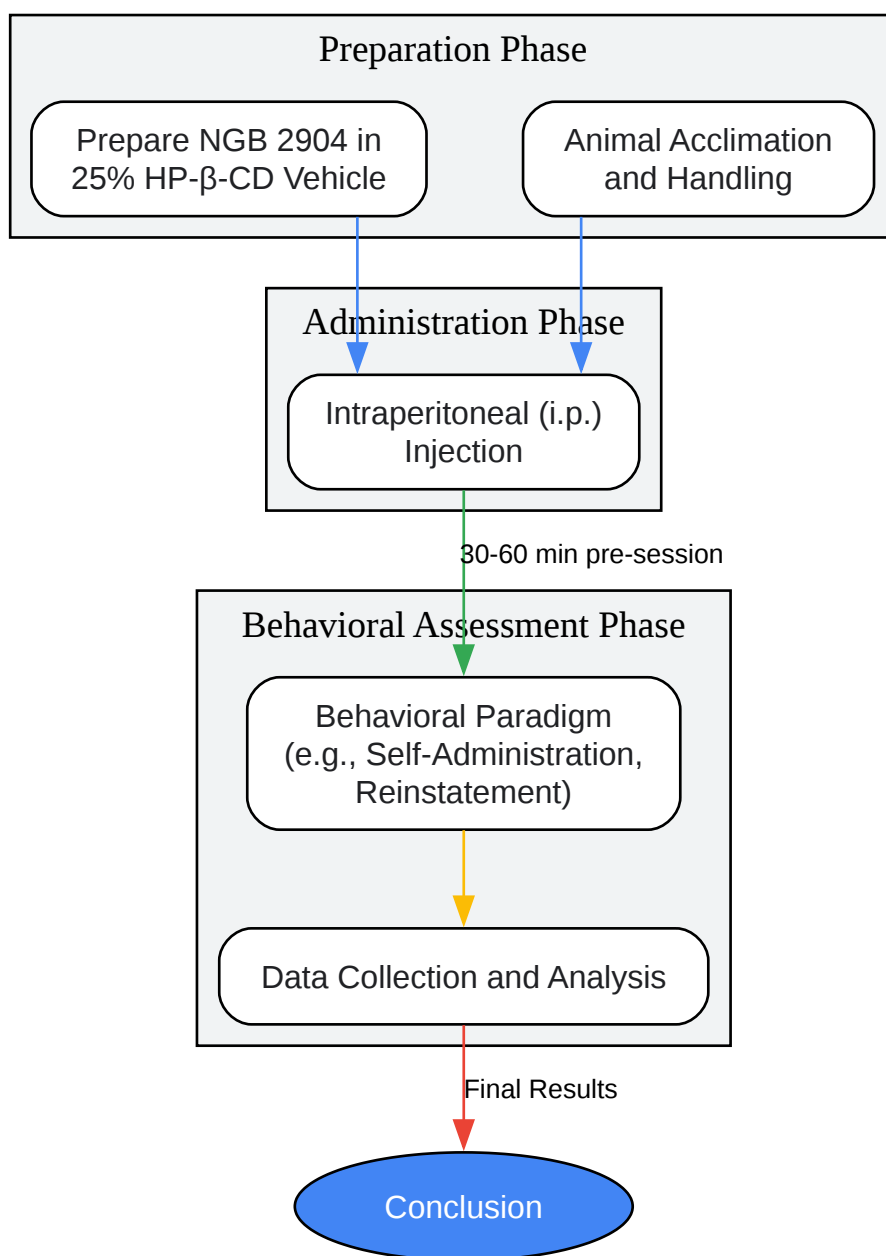 Preparation Phase
Prepare NGB 2904 in
25% HP-β-CD Vehicle
Animal Acclimation
and Handling
Administration Phase
Intraperitoneal (i.p.)
Injection
30-60 min pre-session
Behavioral Assessment Phase
Behavioral Paradigm
(e.g., Self-Administration,
Reinstatement)
Data Collection and Analysis
Final Results
Conclusion